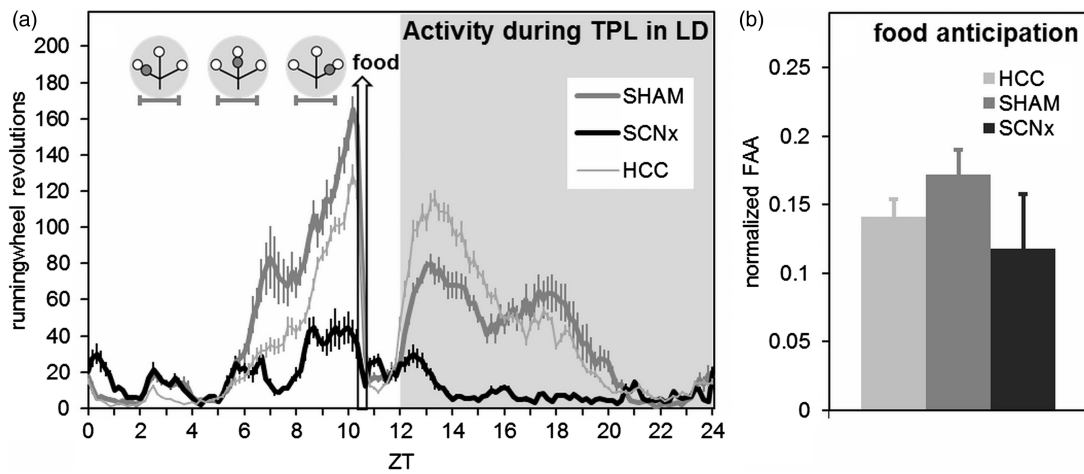 (a)
Activity during TPL in LD
food
SHAM
SCNx
HCC
runningwheel revolutions
200
180
160
140
120
100
80
60
40
20
0
0 2 4 6 8 10 12 14 16 18 20 22 24
ZT
(b)
food anticipation
HCC
SHAM
SCNx
normalized FAA
0.25
0.2
0.15
0.1
0.05
0